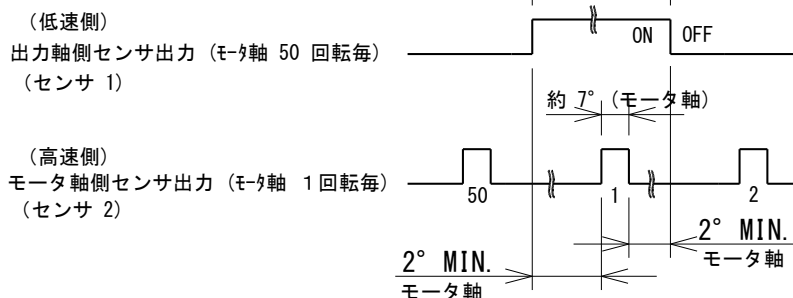 (低速側)
出力軸側センサ出力 (ﾓｰﾀ軸 50 回転毎)
(センサ 1)
ON
OFF
約 7° (モータ軸)
(高速側)
モータ軸側センサ出力 (ﾓｰﾀ軸 1回転毎)
(センサ 2)
50
1
2
2° MIN.
モータ軸
2° MIN.
モータ軸